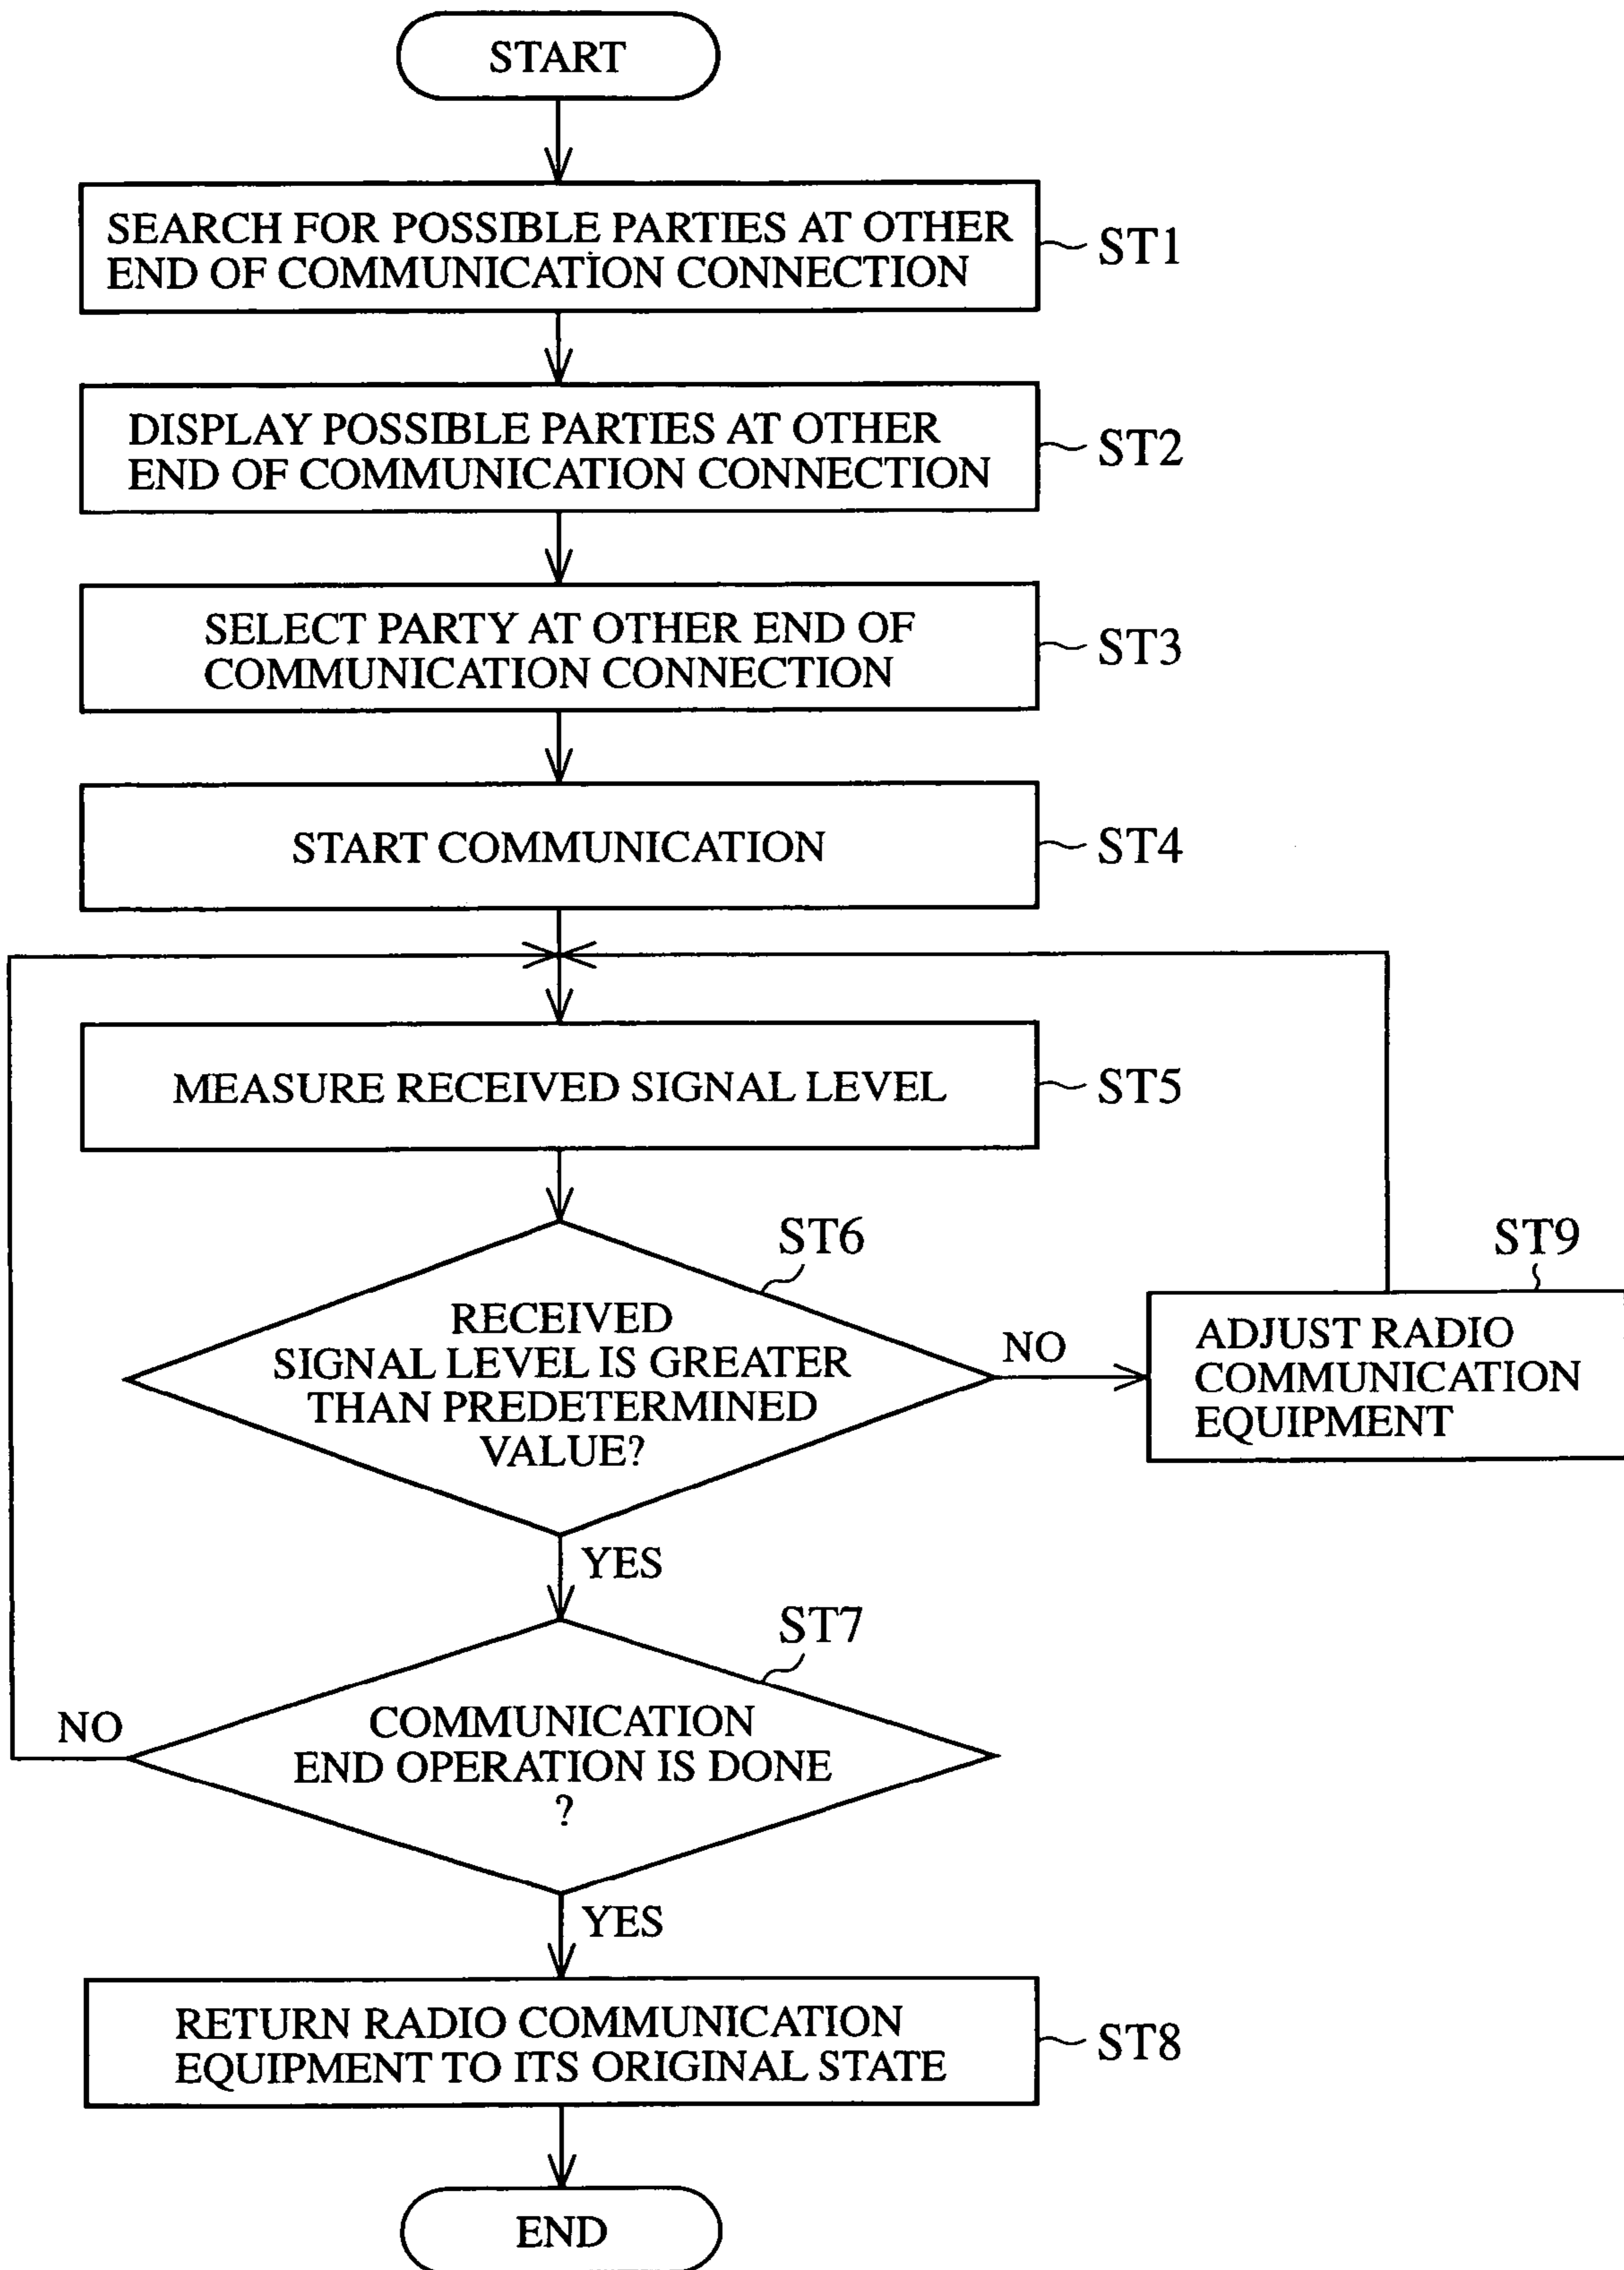 START
SEARCH FOR POSSIBLE PARTIES AT OTHER
END OF COMMUNICATION CONNECTION
ST1
DISPLAY POSSIBLE PARTIES AT OTHER
END OF COMMUNICATION CONNECTION
ST2
SELECT PARTY AT OTHER END OF
COMMUNICATION CONNECTION
ST3
START COMMUNICATION
ST4
MEASURE RECEIVED SIGNAL LEVEL
ST5
ST6
RECEIVED
SIGNAL LEVEL IS GREATER
THAN PREDETERMINED
VALUE?
NO
ST9
ADJUST RADIO
COMMUNICATION
EQUIPMENT
YES
ST7
COMMUNICATION
END OPERATION IS DONE
?
NO
YES
RETURN RADIO COMMUNICATION
EQUIPMENT TO ITS ORIGINAL STATE
ST8
END